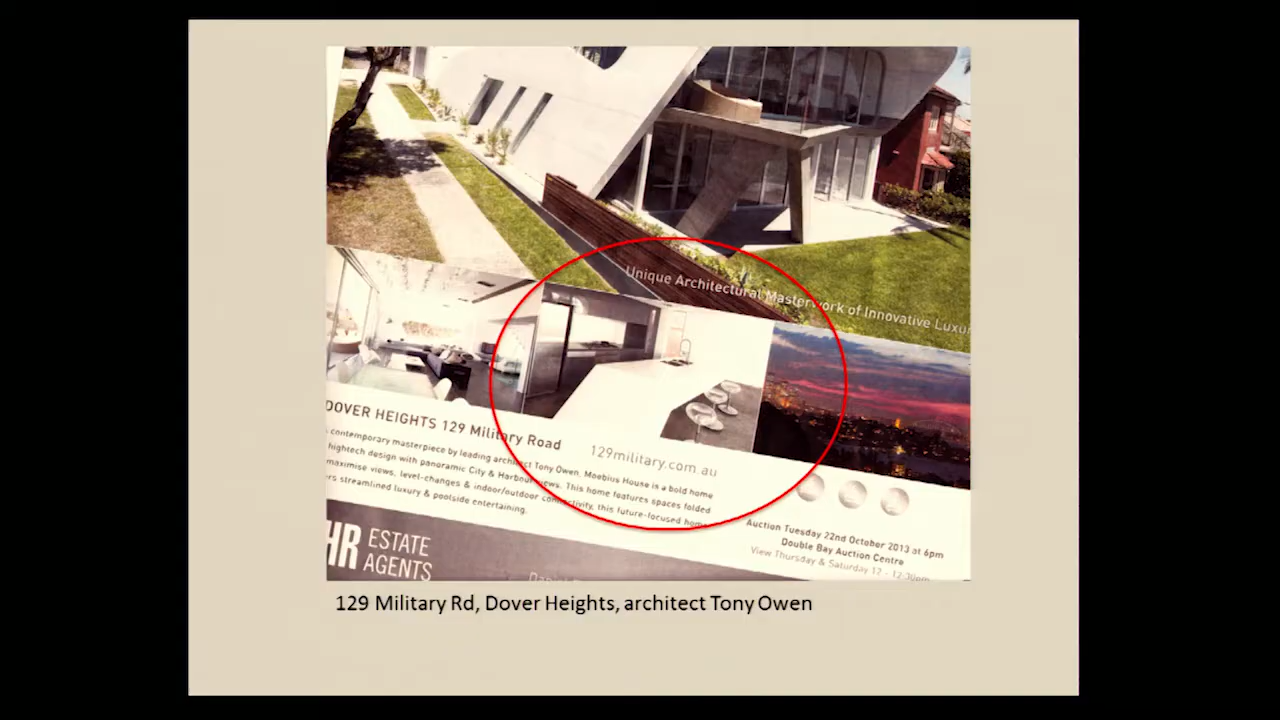 Unique Architectural Masterwork of Innovative
DOVER HEIGHTS 129 Military Road
129military.com.au
contemporary masterpiece by leading architect Tony Owen, Moebius House is a bold home
hightech design with panoramic City & Harbour views. This home features spaces folded
maximise views, level-changes & indoor/outdoor connectivity, this future-focused home
streamlined luxury & poolside entertaining.
HR ESTATE
AGENTS
Auction Tuesday 22nd October 2013 at 6pm
Double Bay Auction Centre
View Thursday & Saturday 12 - 12:30pm
129 Military Rd, Dover Heights, architect Tony Owen